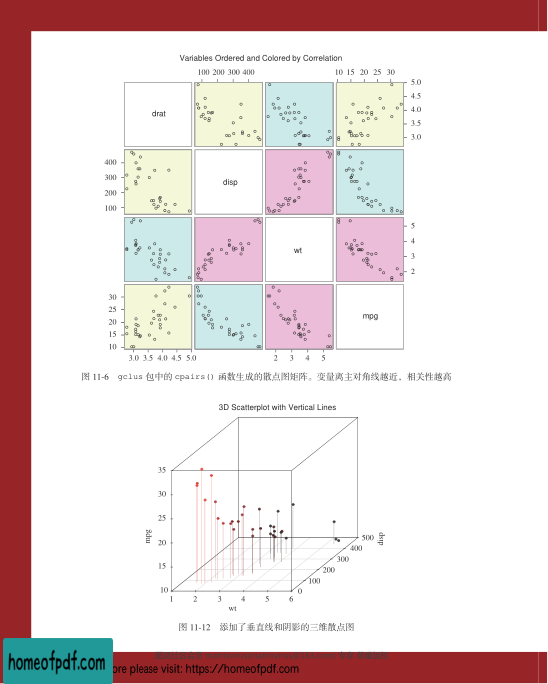 Variables Ordered and Colored by Correlation
100 200 300 400
10 15 20 25 30
drat
5.0
4.5
4.0
3.5
3.0
400
300
200
100
disp
wt
5
4
3
2
30
25
20
15
10
mpg
3.0 3.5 4.0 4.5 5.0
2 3 4 5
图 11-6 gclus 包中的 cpairs() 函数生成的散点图矩阵。变量离主对角线越近，相关性越高
3D Scatterplot with Vertical Lines
35
30
25
20
15
10
mpg
1 2 3 4 5 6
wt
0
100
200
300
400
500
disp
图 11-12 添加了垂直线和阴影的三维散点图
homeofpdf.com
ore please visit: https://homeofpdf.com